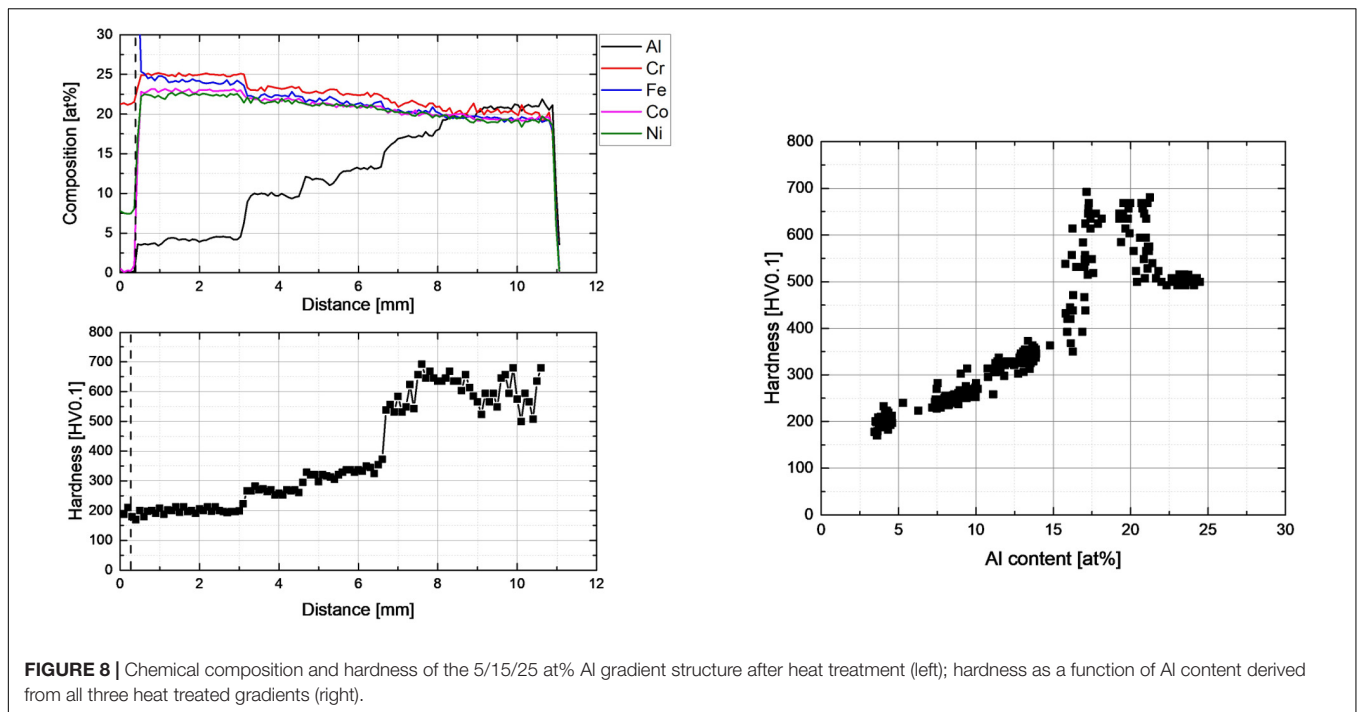 30
25
20
15
10
5
0
Composition [at%]
0 2 4 6 8 10 12
Distance [mm]
Al
Cr
Fe
Co
Ni
800
700
600
500
400
300
200
100
0
Hardness [HV0.1]
0 2 4 6 8 10 12
Distance [mm]
800
700
600
500
400
300
200
100
0
Hardness [HV0.1]
0 5 10 15 20 25 30
Al content [at%]
FIGURE 8 | Chemical composition and hardness of the 5/15/25 at% Al gradient structure after heat treatment (left); hardness as a function of Al content derived
from all three heat treated gradients (right).